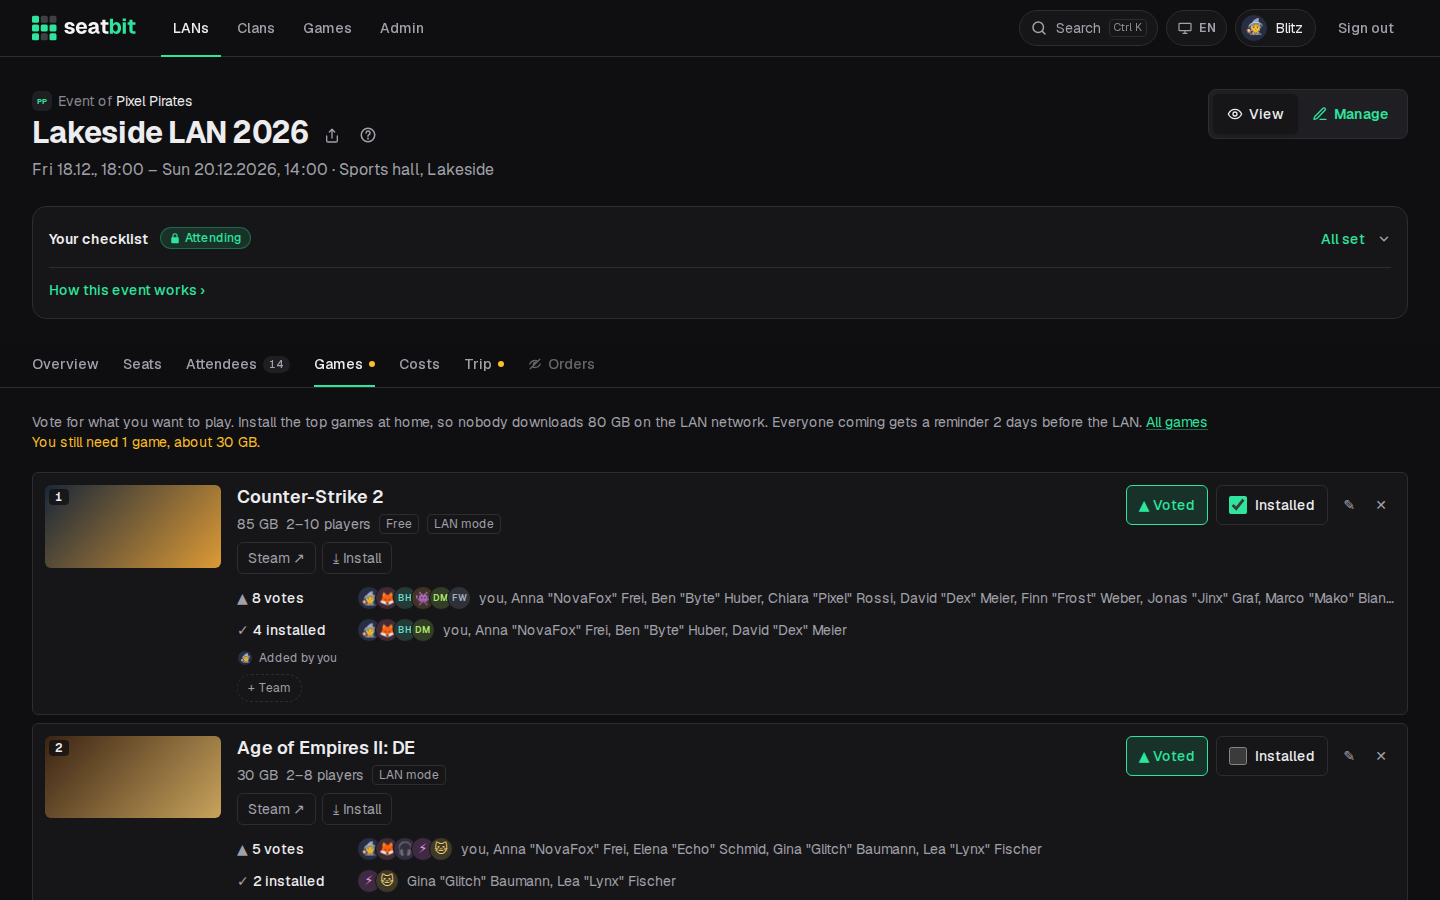 seatbit
LANs Clans Games Admin
Search Ctrl K EN Blitz Sign out
PP Event of Pixel Pirates
Lakeside LAN 2026
View Manage
Fri 18.12., 18:00 – Sun 20.12.2026, 14:00 · Sports hall, Lakeside
Your checklist Attending All set
How this event works ›
Overview Seats Attendees 14 Games Costs Trip Orders
Vote for what you want to play. Install the top games at home, so nobody downloads 80 GB on the LAN network. Everyone coming gets a reminder 2 days before the LAN. All games
You still need 1 game, about 30 GB.
1 Counter-Strike 2 ▲ Voted Installed ✎ ✕
85 GB 2–10 players Free LAN mode
Steam ↗ ⤓ Install
▲ 8 votes BH DM FW you, Anna "NovaFox" Frei, Ben "Byte" Huber, Chiara "Pixel" Rossi, David "Dex" Meier, Finn "Frost" Weber, Jonas "Jinx" Graf, Marco "Mako" Bian…
✓ 4 installed BH DM you, Anna "NovaFox" Frei, Ben "Byte" Huber, David "Dex" Meier
Added by you
+ Team
2 Age of Empires II: DE ▲ Voted Installed ✎ ✕
30 GB 2–8 players LAN mode
Steam ↗ ⤓ Install
▲ 5 votes you, Anna "NovaFox" Frei, Elena "Echo" Schmid, Gina "Glitch" Baumann, Lea "Lynx" Fischer
✓ 2 installed Gina "Glitch" Baumann, Lea "Lynx" Fischer